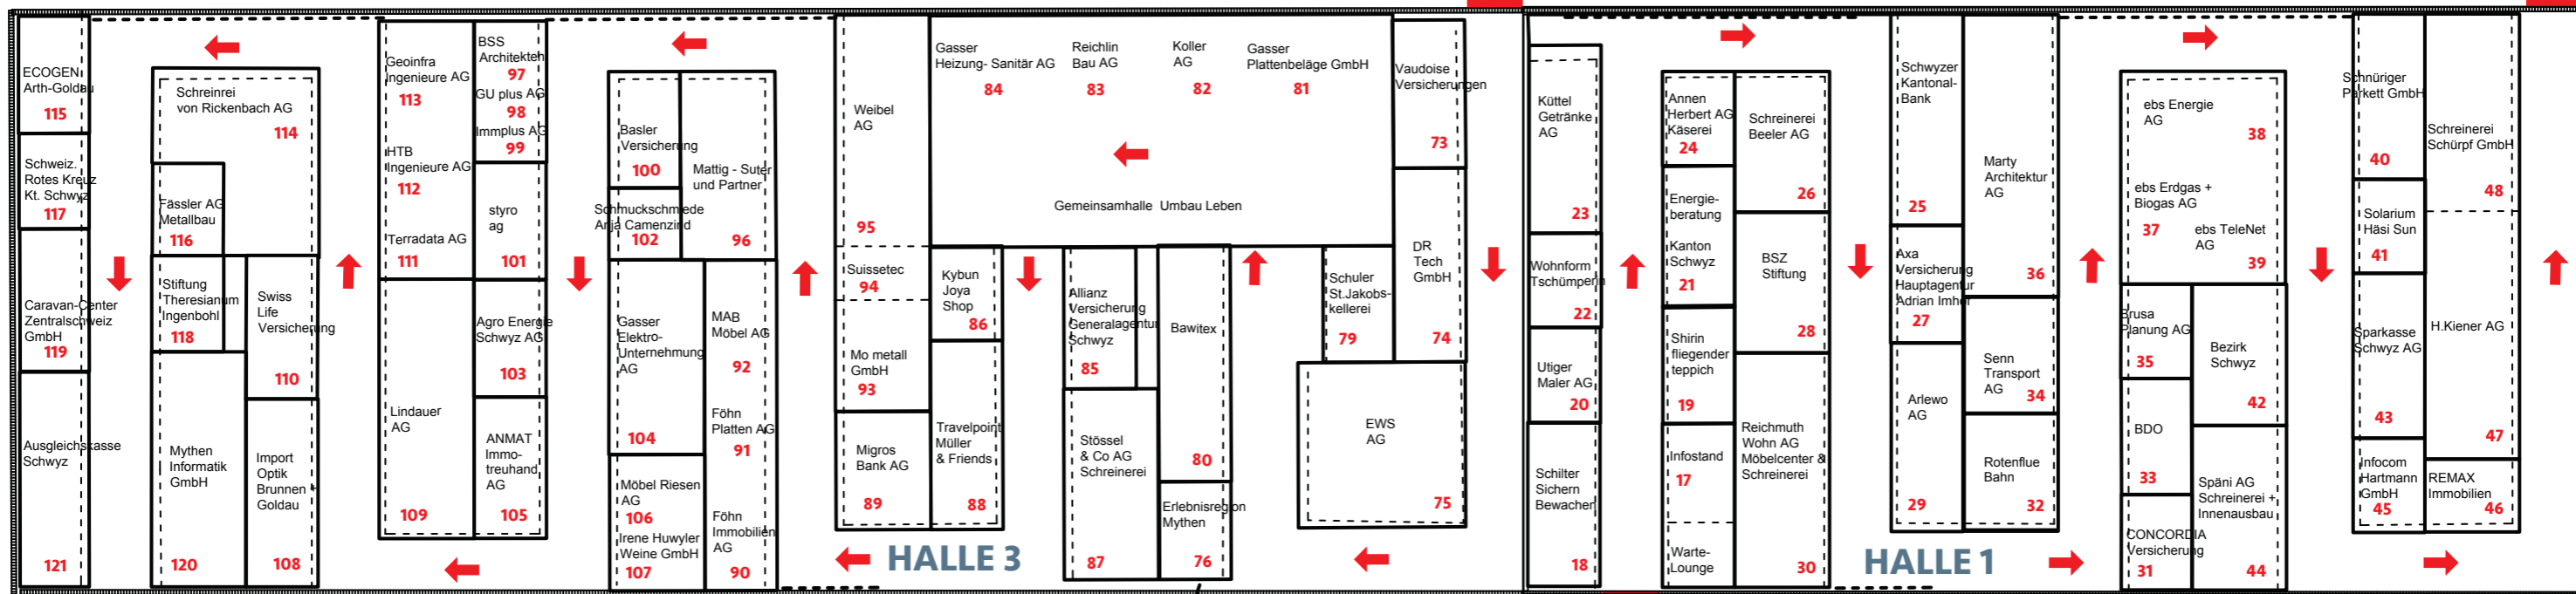 ECOGEN
Arth-Goldau
115
Schweiz.
Rotes Kreuz
Kt. Schwyz
117
Caravan-Center
Zentralschweiz
GmbH
119
Ausgleichskasse
Schwyz
121
Schreinrei
von Rickenbach AG
114
Fässler AG
Metallbau
116
Stiftung
Theresianum
Ingenbohl
118
Swiss
Life
Versicherung
110
Mythen
Informatik
GmbH
120
Import
Optik
Brunnen +
Goldau
108
Geoinfra
Ingenieure AG
113
HTB
Ingenieure AG
112
Terradata AG
111
Lindauer
AG
109
BSS
Architekten
97
GU plus AG
98
Immplus AG
99
styro
ag
101
Agro Energie
Schwyz AG
103
ANMAT
Immo-
treuhand
AG
105
Basler
Versicherung
100
Mattig - Suter
und Partner
96
Schmuckschmiede
Anja Camenzind
102
Gasser
Elektro-
Unternehmung
AG
104
MAB
Möbel AG
92
Föhn
Platten AG
91
Möbel Riesen
AG
106
Irene Huwyler
Weine GmbH
107
Föhn
Immobilien
AG
90
Weibel
AG
95
Suissetec
94
Mo metall
GmbH
93
Migros
Bank AG
89
Gasser
Heizung- Sanitär AG
84
Reichlin
Bau AG
83
Koller
AG
82
Gasser
Plattenbeläge GmbH
81
Gemeinsamhalle Umbau Leben
Kybun
Joya
Shop
86
Travelpoint
Müller
& Friends
88
Allianz
Versicherung
Generalagentur
Schwyz
85
Stössel
& Co AG
Schreinerei
87
Bawitex
80
Erlebnisregion
Mythen
76
Schuler
St.Jakobs-
kellerei
79
Vaudoise
Versicherungen
73
DR
Tech
GmbH
74
EWS
AG
75
HALLE 3
Küttel
Getränke
AG
23
Wohnform
Tschümperlin
22
Utiger
Maler AG
20
Schilter
Sichern
Bewachen
18
Annen
Herbert AG
Käserei
24
Energie-
beratung
Kanton
Schwyz
21
Shirin
fliegender
teppich
19
Infostand
17
Warte-
Lounge
Schreinerei
Beeler AG
26
BSZ
Stiftung
28
Reichmuth
Wohn AG
Möbelcenter &
Schreinerei
30
Schwyzer
Kantonal-
Bank
25
Axa
Versicherung
Hauptagentur
Adrian Imhof
27
Arlewo
AG
29
Marty
Architektur
AG
36
Senn
Transport
AG
34
Rotenflue
Bahn
32
HALLE 1
ebs Energie
AG
38
ebs Erdgas +
Biogas AG
37
ebs TeleNet
AG
39
Brusa
Planung AG
35
Bezirk
Schwyz
42
BDO
33
CONCORDIA
Versicherung
31
Späni AG
Schreinerei +
Innenausbau
44
Schnüriger
Parkett GmbH
40
Solarium
Häsi Sun
41
Sparkasse
Schwyz AG
43
Infocom
Hartmann
GmbH
45
Schreinerei
Schürpf GmbH
48
H.Kiener AG
47
REMAX
Immobilien
46